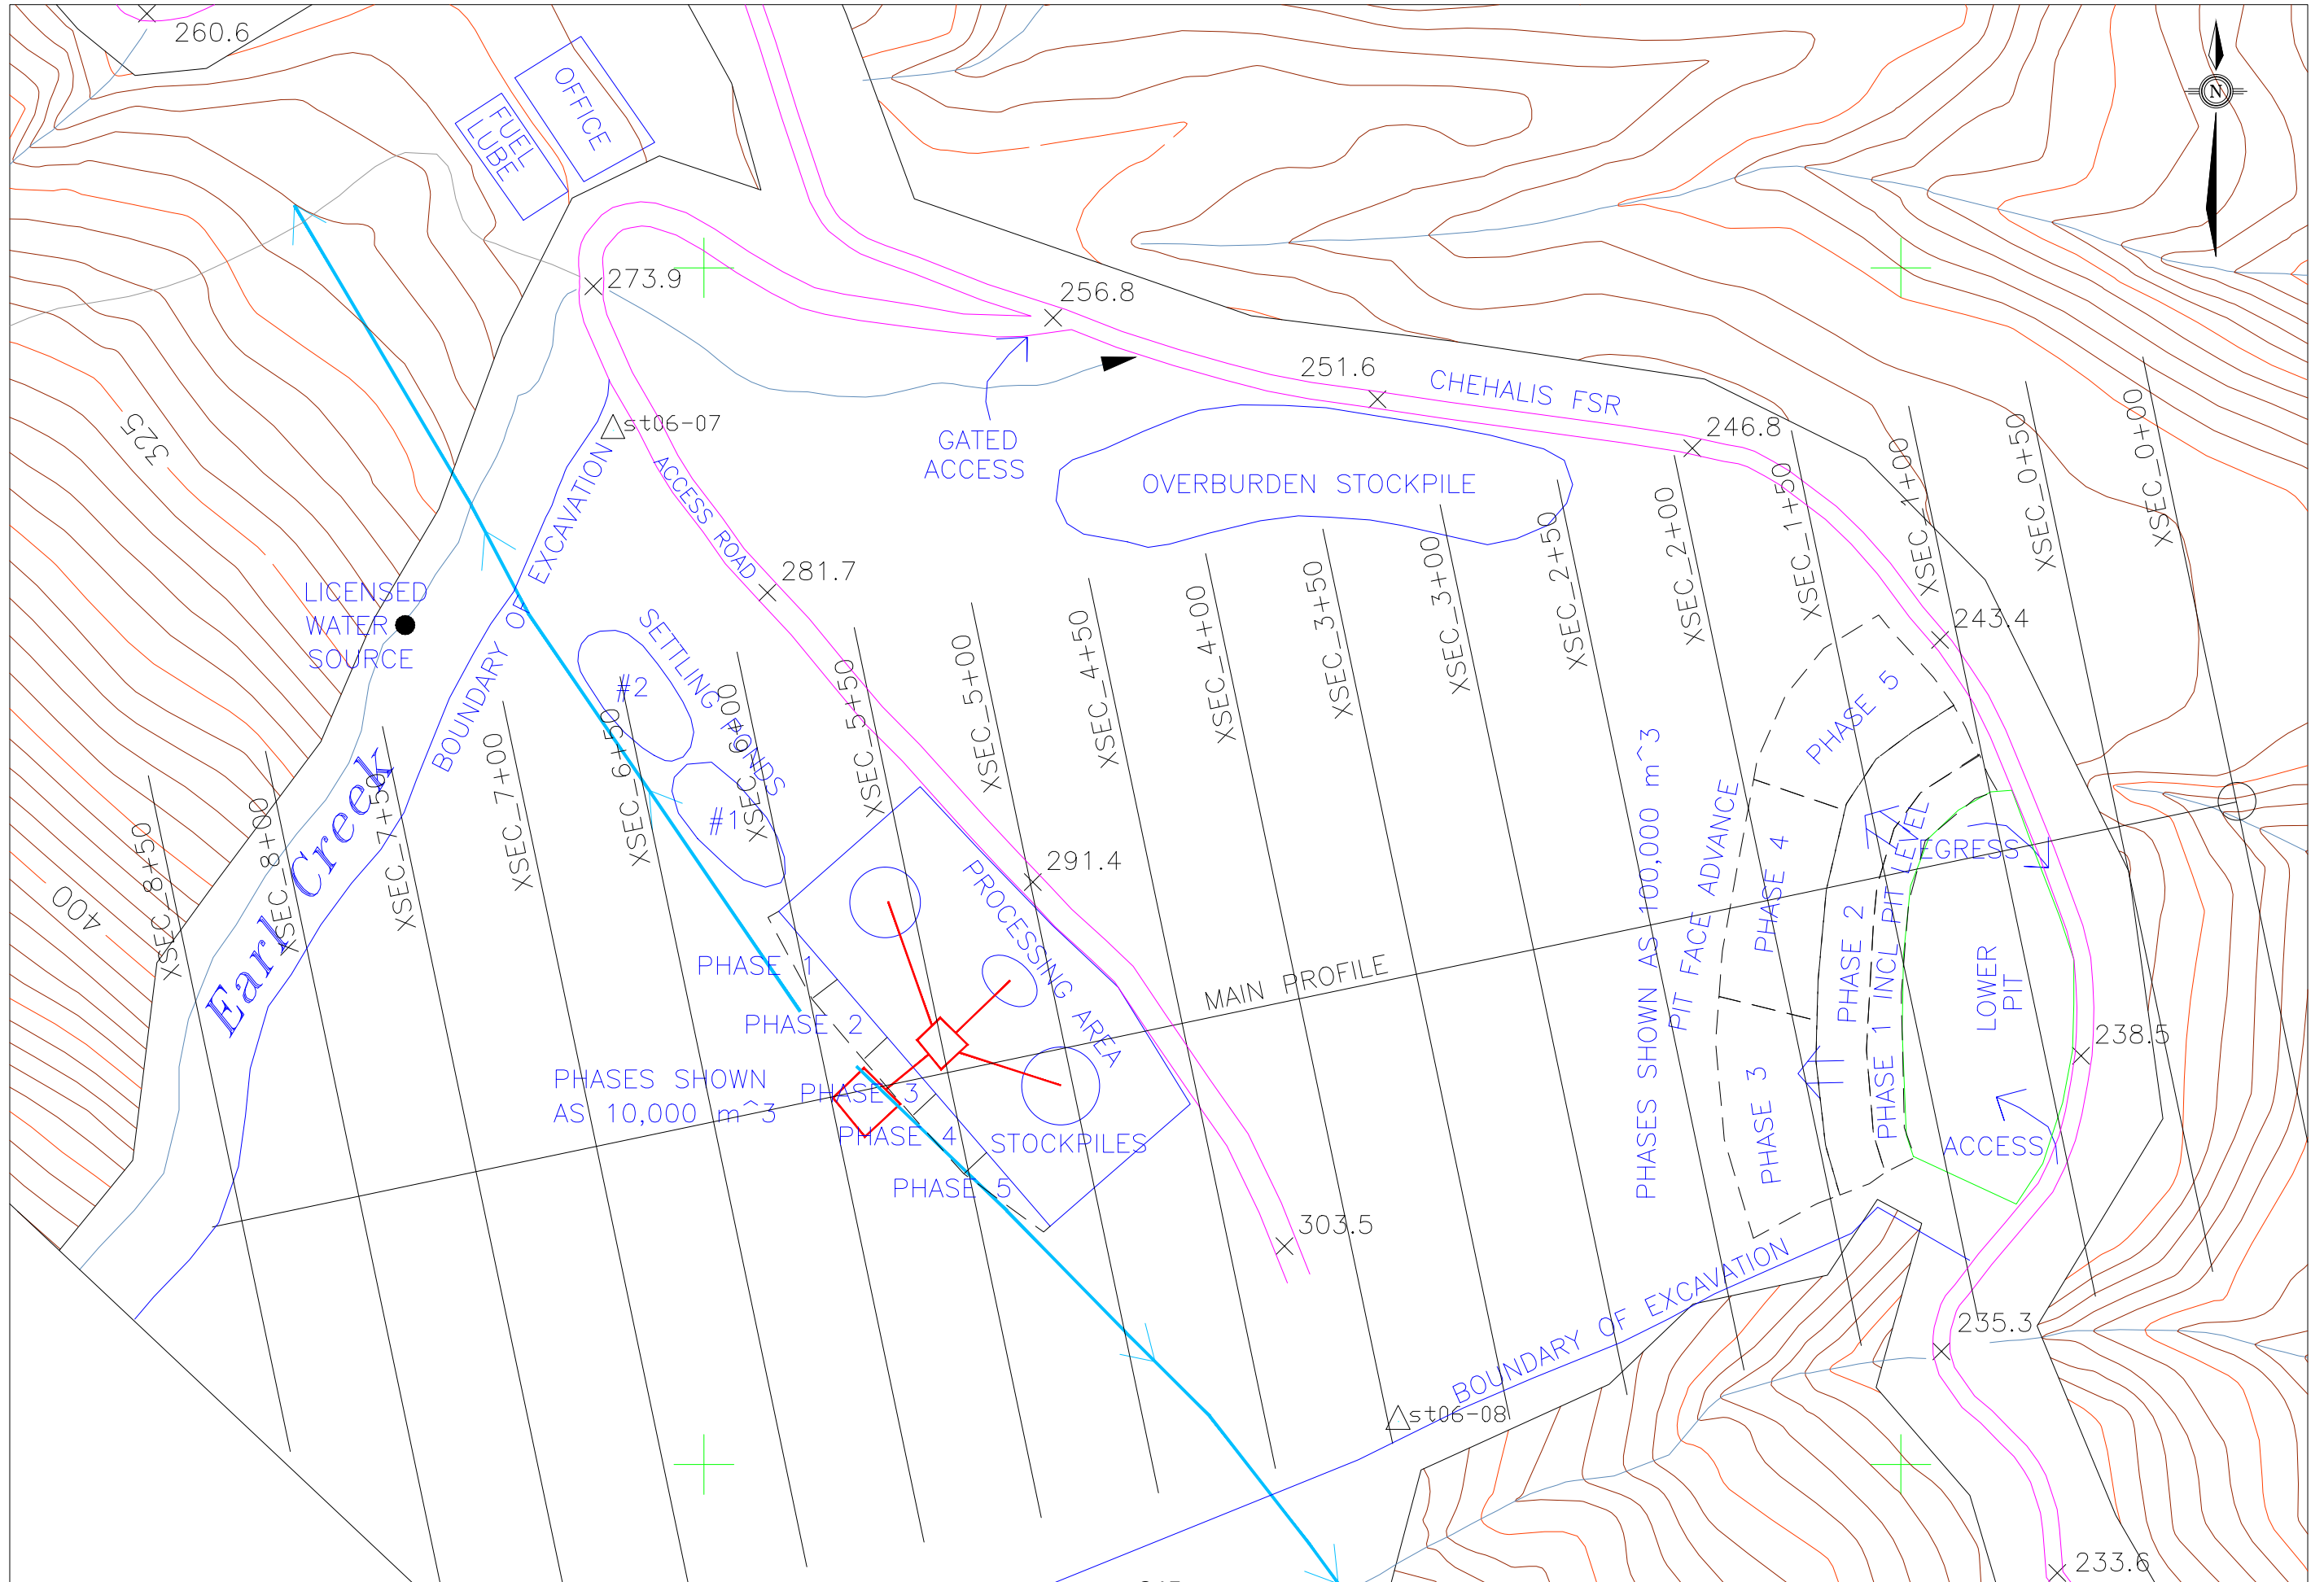 260.6
OFFICE
FUEL
LUBE
N
273.9
256.8
251.6
CHEHALIS FSR
246.8
GATED
ACCESS
OVERBURDEN STOCKPILE
st06-07
ACCESS ROAD
325
BOUNDARY OF EXCAVATION
281.7
LICENSED
WATER
SOURCE
SETTLING PONDS
#2
#1
243.4
XSEC_8+50
XSEC_8+00
XSEC_7+50
XSEC_7+00
XSEC_6+50
XSEC_6+00
XSEC_5+50
XSEC_5+00
XSEC_4+50
XSEC_4+00
XSEC_3+50
XSEC_3+00
XSEC_2+50
XSEC_2+00
XSEC_1+50
XSEC_1+00
XSEC_0+50
XSEC_0+00
Eark Creek
400
291.4
PROCESSING AREA
MAIN PROFILE
PHASE 1
PHASE 2
PHASE 3
PHASE 4
PHASE 5
PHASES SHOWN
AS 10,000 m^3
STOCKPILES
303.5
PHASES SHOWN AS 100,000 m^3
PIT FACE ADVANCE
PHASE 5
PHASE 4
PHASE 3
PHASE 2
PHASE 1 INCL PIT LEVEL
EGRESS
LOWER
PIT
ACCESS
238.5
235.3
BOUNDARY OF EXCAVATION
st06-08
233.6